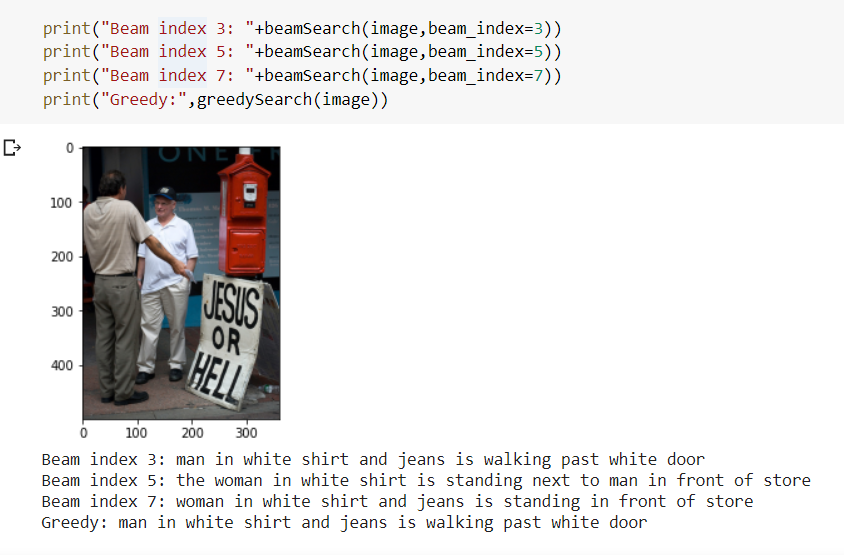 print("Beam index 3: "+beamSearch(image,beam_index=3))
print("Beam index 5: "+beamSearch(image,beam_index=5))
print("Beam index 7: "+beamSearch(image,beam_index=7))
print("Greedy:",greedySearch(image))
0
100
200
300
400
ONE
JESUS
OR
HELL
0 100 200 300
Beam index 3: man in white shirt and jeans is walking past white door
Beam index 5: the woman in white shirt is standing next to man in front of store
Beam index 7: woman in white shirt and jeans is standing in front of store
Greedy: man in white shirt and jeans is walking past white door